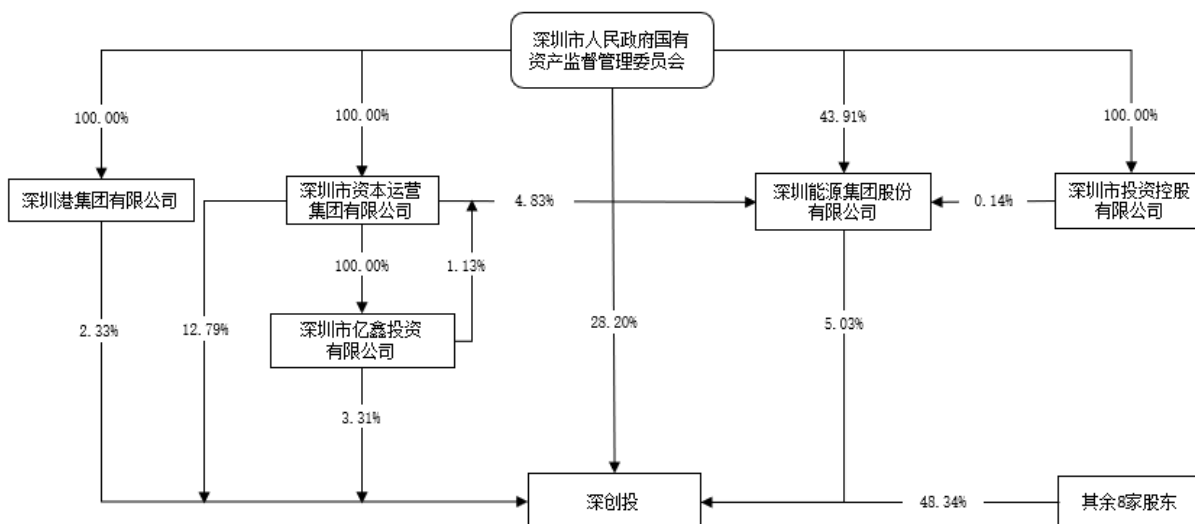 深圳市人民政府国有
资产监督管理委员会
100.00%
100.00%
43.91%
100.00%
深圳港集团有限公司
深圳市资本运营
集团有限公司
4.83%
深圳能源集团股份
有限公司
0.14%
深圳市投资控股
有限公司
100.00%
1.13%
2.33%
12.79%
深圳市亿鑫投资
有限公司
28.20%
5.03%
3.31%
深创投
48.34%
其余8家股东